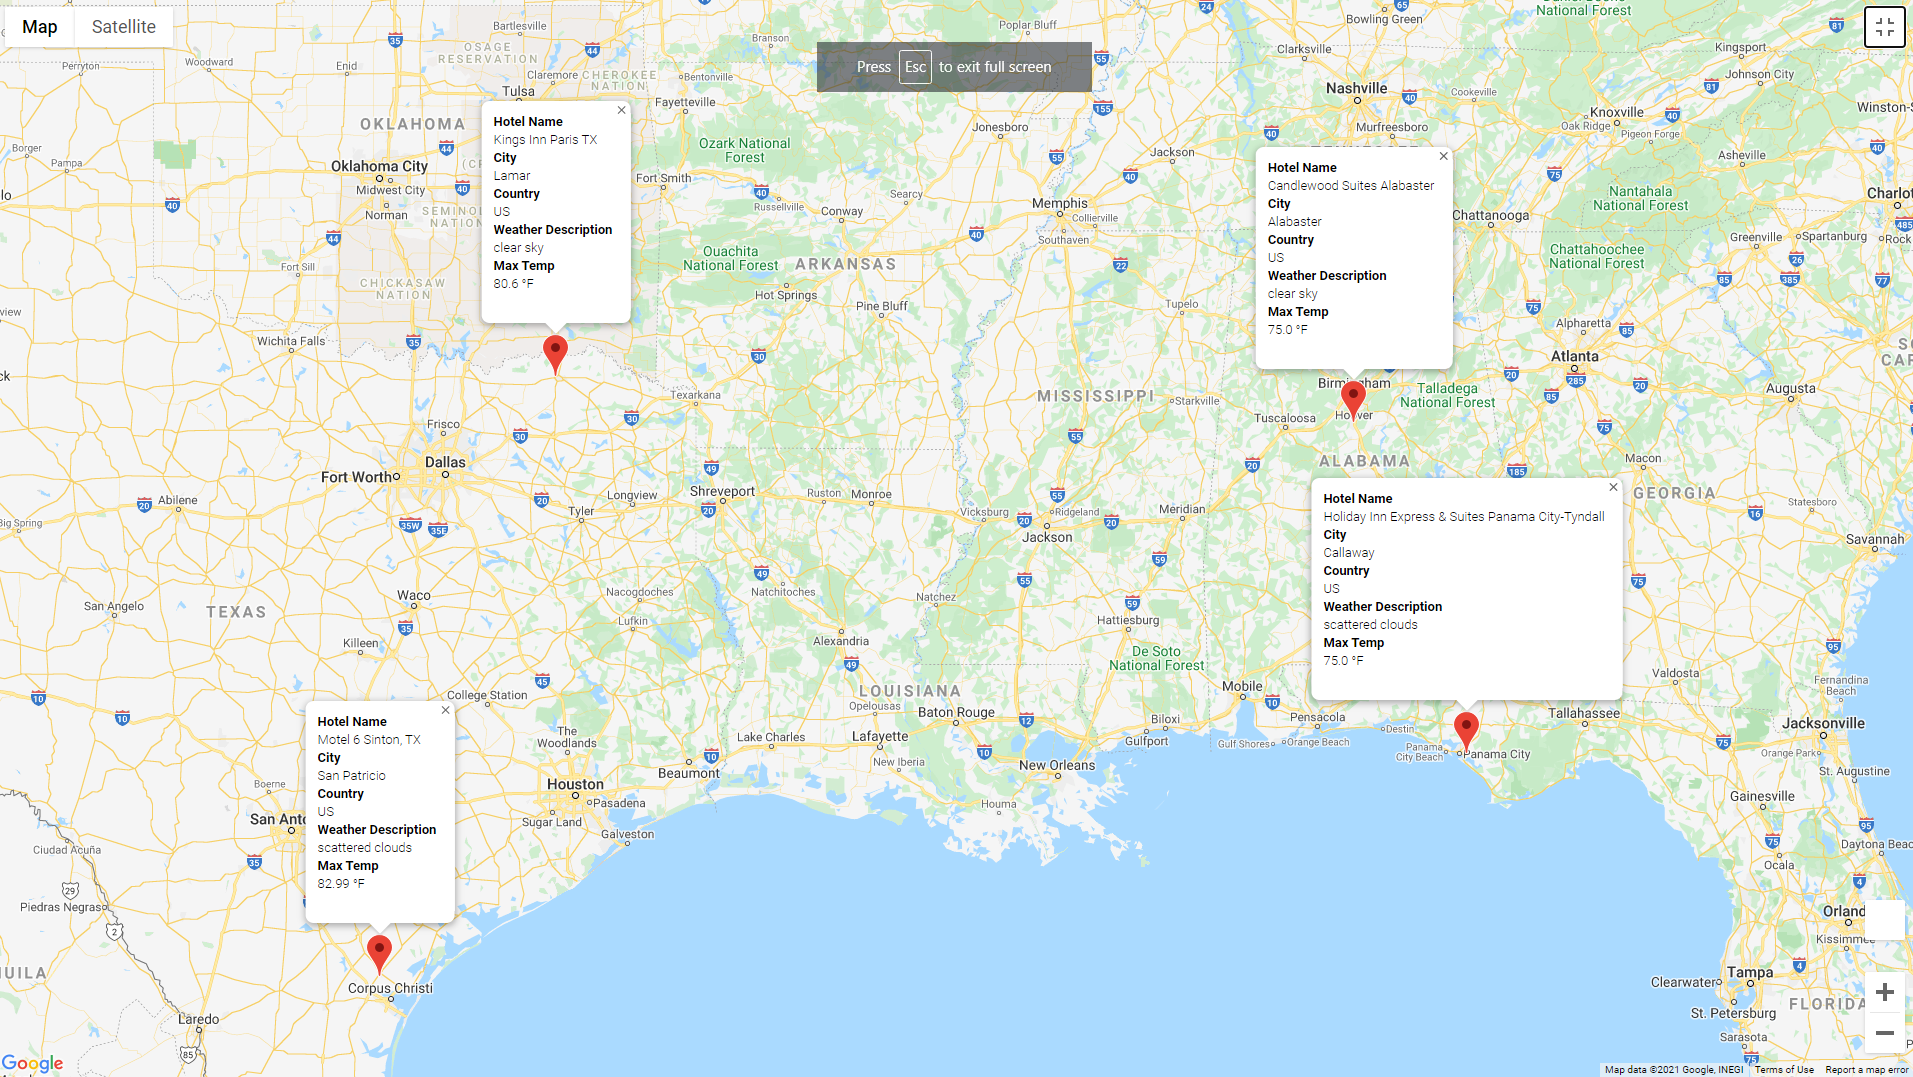 Map
Satellite
Press Esc to exit full screen
Hotel Name
Kings Inn Paris TX
City
Lamar
Country
US
Weather Description
clear sky
Max Temp
80.6 °F
Hotel Name
Candlewood Suites Alabaster
City
Alabaster
Country
US
Weather Description
clear sky
Max Temp
75.0 °F
Hotel Name
Holiday Inn Express & Suites Panama City-Tyndall
City
Callaway
Country
US
Weather Description
scattered clouds
Max Temp
75.0 °F
Hotel Name
Motel 6 Sinton, TX
City
San Patricio
Country
US
Weather Description
scattered clouds
Max Temp
82.99 °F
Bartlesville
Poplar Bluff
Bowling Green
National Forest
Woodward
Perryton
Enid
OSAGE
RESERVATION
Branson
Clarksville
Kingsport
Johnson City
Claremore
CHEROKEE
NATION
Bentonville
Tulsa
Fayetteville
Nashville
Cookeville
Knoxville
Oak Ridge
Pigeon Forge
Winston-S
OKLAHOMA
Jonesboro
Murfreesboro
Borger
Pampa
Oklahoma City
Midwest City
Norman
Ozark National
Forest
Fort Smith
Russellville
Searcy
Conway
Jackson
Asheville
Memphis
Collierville
Southaven
Nantahala
National Forest
Charlot
Chattanooga
Greenville
Spartanburg
Rock
Chattahoochee
National Forest
Fort Sill
CHICKASAW
NATION
Ouachita
National Forest
ARKANSAS
Hot Springs
Pine Bluff
Tupelo
Alpharetta
Wichita Falls
Atlanta
Augusta
Texarkana
MISSISSIPPI
Starkville
Birmingham
Tuscaloosa
Talladega
National Forest
Frisco
Dallas
Fort Worth
ALABAMA
Macon
GEORGIA
Statesboro
Abilene
Big Spring
Longview
Tyler
Shreveport
Ruston
Monroe
Vicksburg
Ridgeland
Jackson
Meridian
Savannah
San Angelo
TEXAS
Waco
Killeen
Nacogdoches
Lufkin
Natchitoches
Natchez
Alexandria
Hattiesburg
De Soto
National Forest
Valdosta
Fernandina
Beach
College Station
LOUISIANA
Opelousas
Baton Rouge
Mobile
Biloxi
Gulfport
Pensacola
Gulf Shores
Orange Beach
Destin
Tallahassee
Jacksonville
Orange Park
St. Augustine
Panama
City Beach
Panama City
The
Woodlands
Lake Charles
Lafayette
New Iberia
Beaumont
New Orleans
Houma
Gainesville
Boerne
Houston
Pasadena
Sugar Land
Galveston
San Anto
Ciudad Acuña
Piedras Negras
Daytona Beac
Ocala
Orland
Kissimmee
Corpus Christi
Laredo
Clearwater
Tampa
St. Petersburg
FLORIDA
Sarasota
Google
Map data ©2021 Google, INEGI
Terms of Use
Report a map error